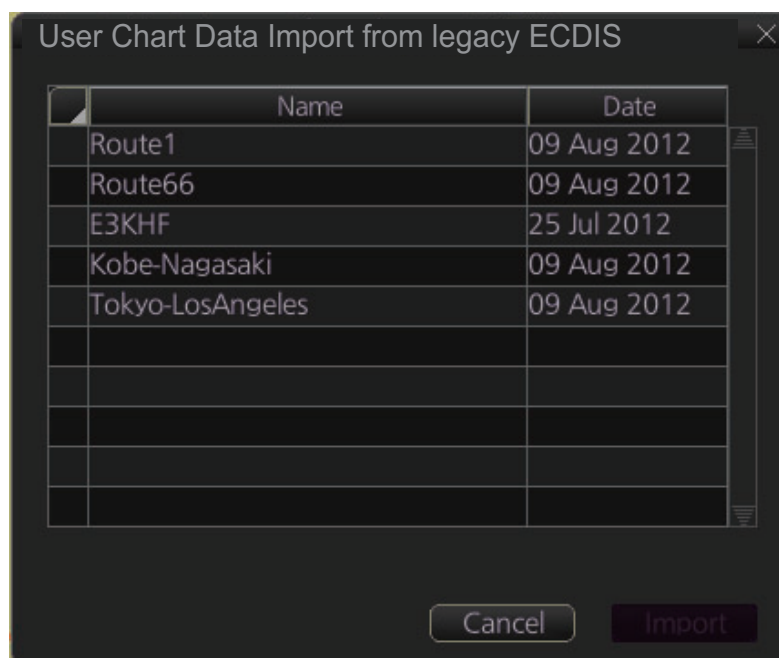 User Chart Data Import from legacy ECDIS
Name Date
Route1 09 Aug 2012
Route66 09 Aug 2012
E3KHF 25 Jul 2012
Kobe-Nagasaki 09 Aug 2012
Tokyo-LosAngeles 09 Aug 2012
Cancel Import